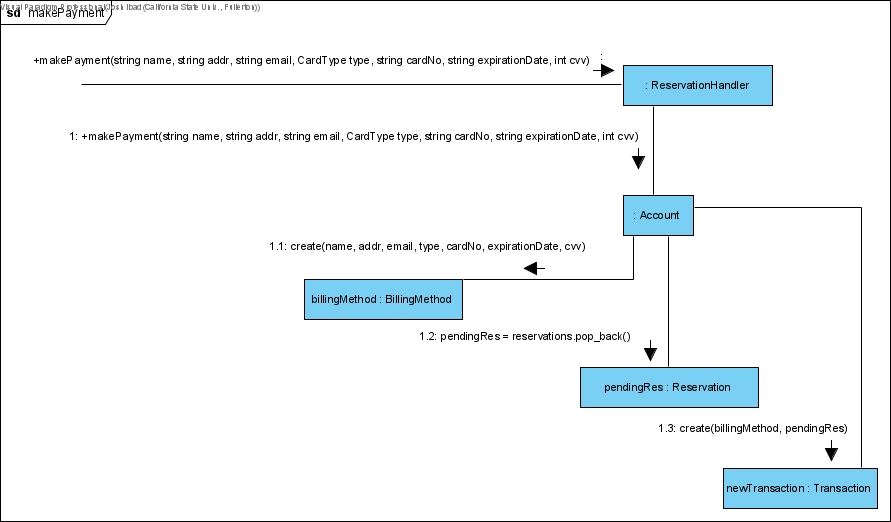 sd makePayment
+makePayment(string name, string addr, string email, CardType type, string cardNo, string expirationDate, int cvv)
:
: ReservationHandler
1: +makePayment(string name, string addr, string email, CardType type, string cardNo, string expirationDate, int cvv)
: Account
1.1: create(name, addr, email, type, cardNo, expirationDate, cvv)
billingMethod : BillingMethod
1.2: pendingRes = reservations.pop_back()
pendingRes : Reservation
1.3: create(billingMethod, pendingRes)
newTransaction : Transaction